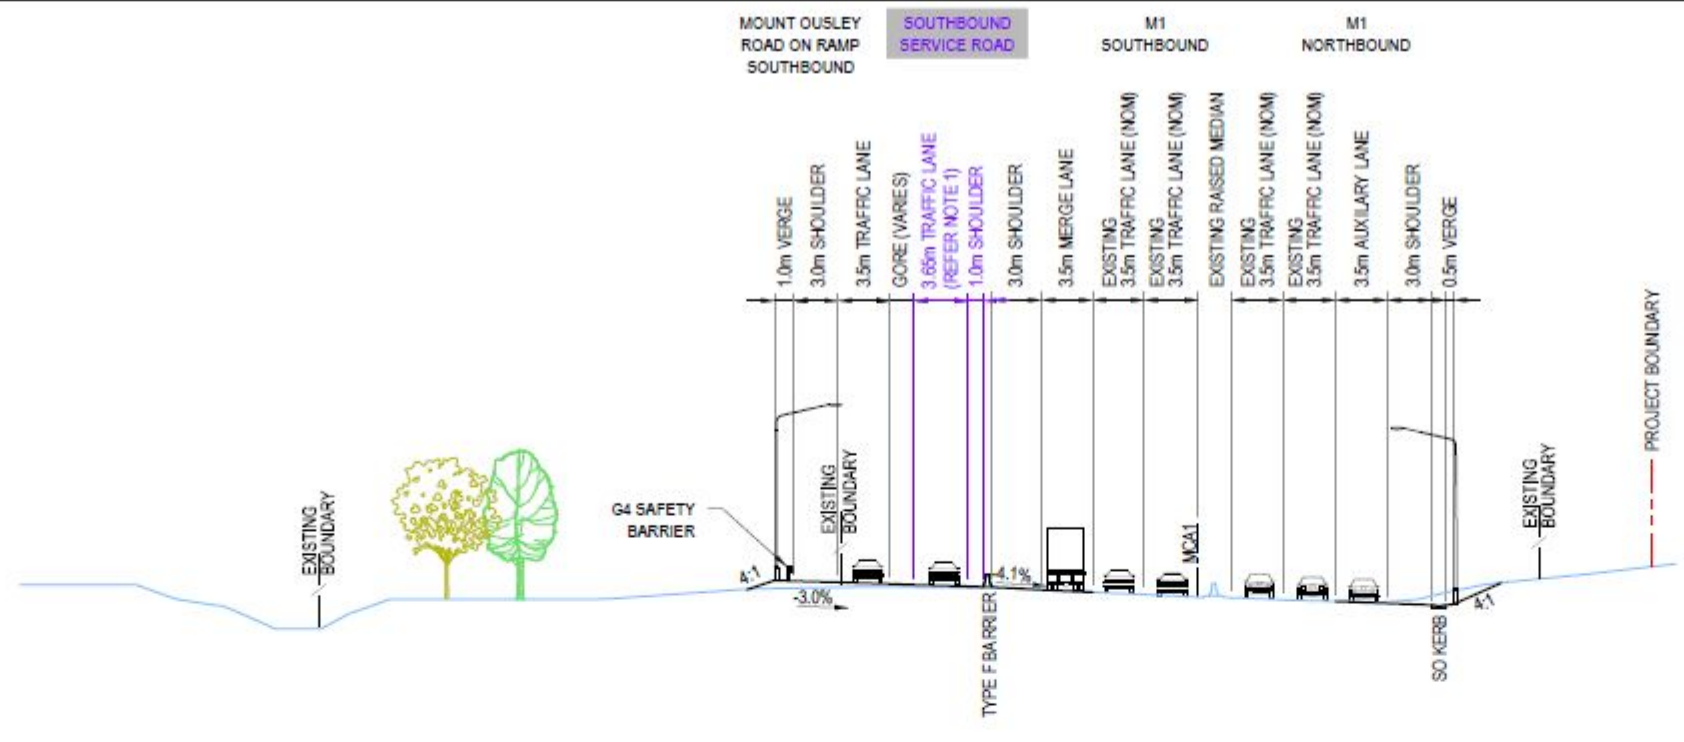 MOUNT OUSLEY
ROAD ON RAMP
SOUTHBOUND
SOUTHBOUND
SERVICE ROAD
M1
SOUTHBOUND
M1
NORTHBOUND
1.0m VERGE
3.0m SHOULDER
3.5m TRAFFIC LANE
GORE (VARIES)
3.65m TRAFFIC LANE
(REFER NOTE 1)
1.0m SHOULDER
3.0m SHOULDER
3.5m MERGE LANE
EXISTING
3.5m TRAFFIC LANE (NOM)
EXISTING
3.5m TRAFFIC LANE (NOM)
EXISTING RAISED MEDIAN
EXISTING
3.5m TRAFFIC LANE (NOM)
EXISTING
3.5m TRAFFIC LANE (NOM)
3.5m AUXILARY LANE
3.0m SHOULDER
0.5m VERGE
PROJECT BOUNDARY
EXISTING
BOUNDARY
G4 SAFETY
BARRIER
EXISTING
BOUNDARY
EXISTING
BOUNDARY
MCA1
4:1
-3.0%
-4.1%
TYPE F BARRIER
SO KERB
4:1